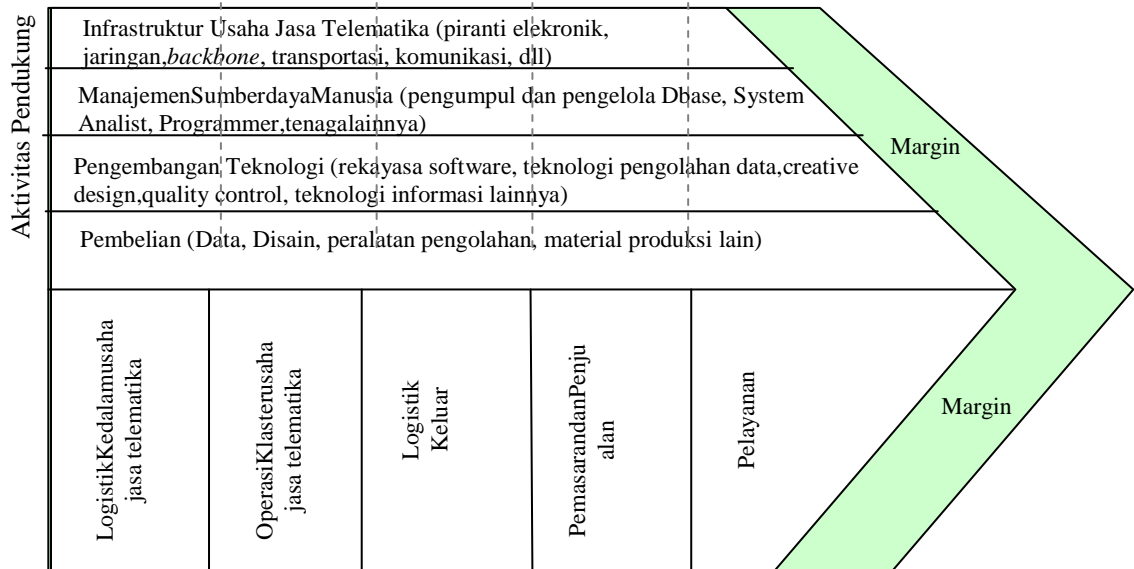 Aktivitas Pendukung
Infrastruktur Usaha Jasa Telematika (piranti elekronik,
jaringan,backbone, transportasi, komunikasi, dll)
ManajemenSumberdayaManusia (pengumpul dan pengelola Dbase, System
Analist, Programmer,tenagalainnya)
Pengembangan Teknologi (rekayasa software, teknologi pengolahan data,creative
design,quality control, teknologi informasi lainnya)
Pembelian (Data, Disain, peralatan pengolahan, material produksi lain)
Margin
LogistikKedalamusaha
jasa telematika
OperasiKlasterusaha
jasa telematika
Logistik
Keluar
PemasarandanPenju
alan
Pelayanan
Margin